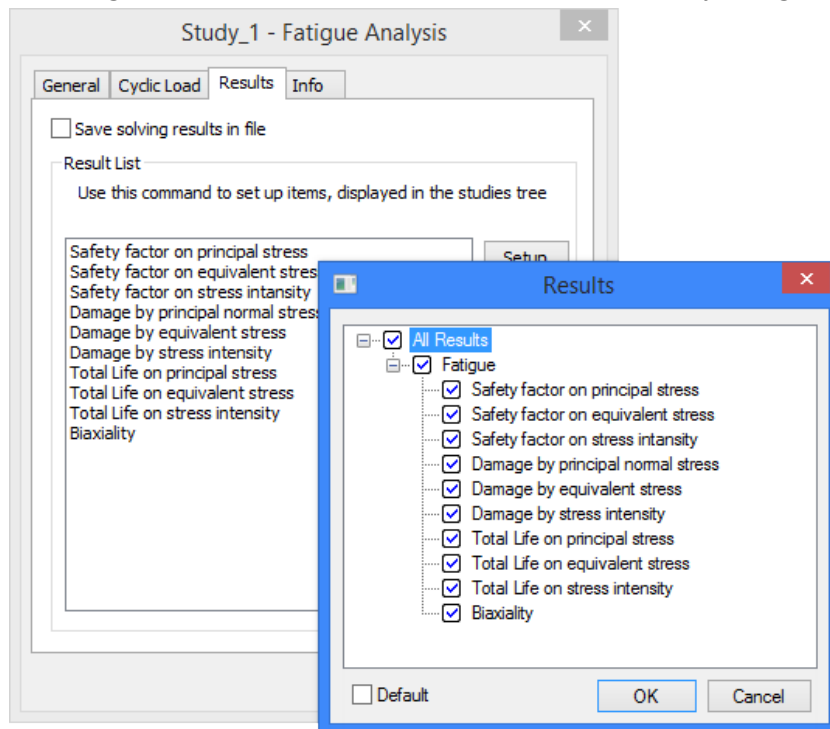 Study_1 - Fatigue Analysis
General Cyclic Load Results Info
Save solving results in file
Result List
Use this command to set up items, displayed in the studies tree
Safety factor on principal stress
Setup
Safety factor on equivalent stres
Safety factor on stress intansity
Damage by principal normal stress
Damage by equivalent stress
Damage by stress intensity
Total Life on principal stress
Total Life on equivalent stress
Total Life on stress intensity
Biaxiality
Results
All Results
Fatigue
Safety factor on principal stress
Safety factor on equivalent stress
Safety factor on stress intansity
Damage by principal normal stress
Damage by equivalent stress
Damage by stress intensity
Total Life on principal stress
Total Life on equivalent stress
Total Life on stress intensity
Biaxiality
Default OK Cancel